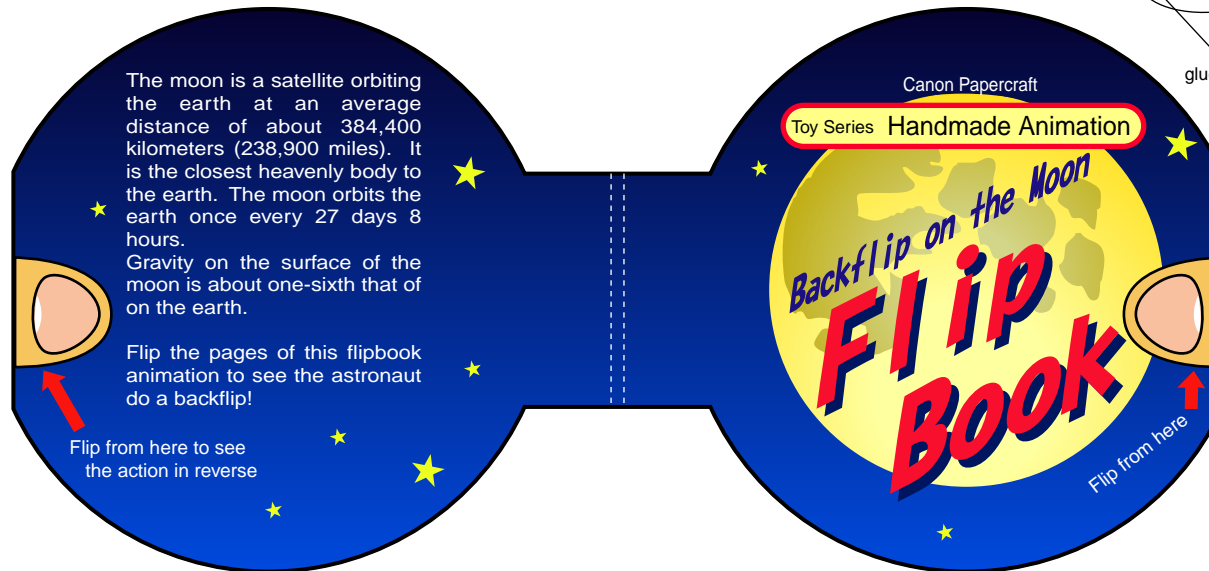 The moon is a satellite orbiting
the earth at an average
distance of about 384,400
kilometers (238,900 miles). It
is the closest heavenly body to
the earth. The moon orbits the
earth once every 27 days 8
hours.
Gravity on the surface of the
moon is about one-sixth that of
on the earth.
Flip the pages of this flipbook
animation to see the astronaut
do a backflip!
Flip from here to see
the action in reverse
Canon Papercraft
Toy Series Handmade Animation
Backflip on the Moon
Flip
Book
Flip from here